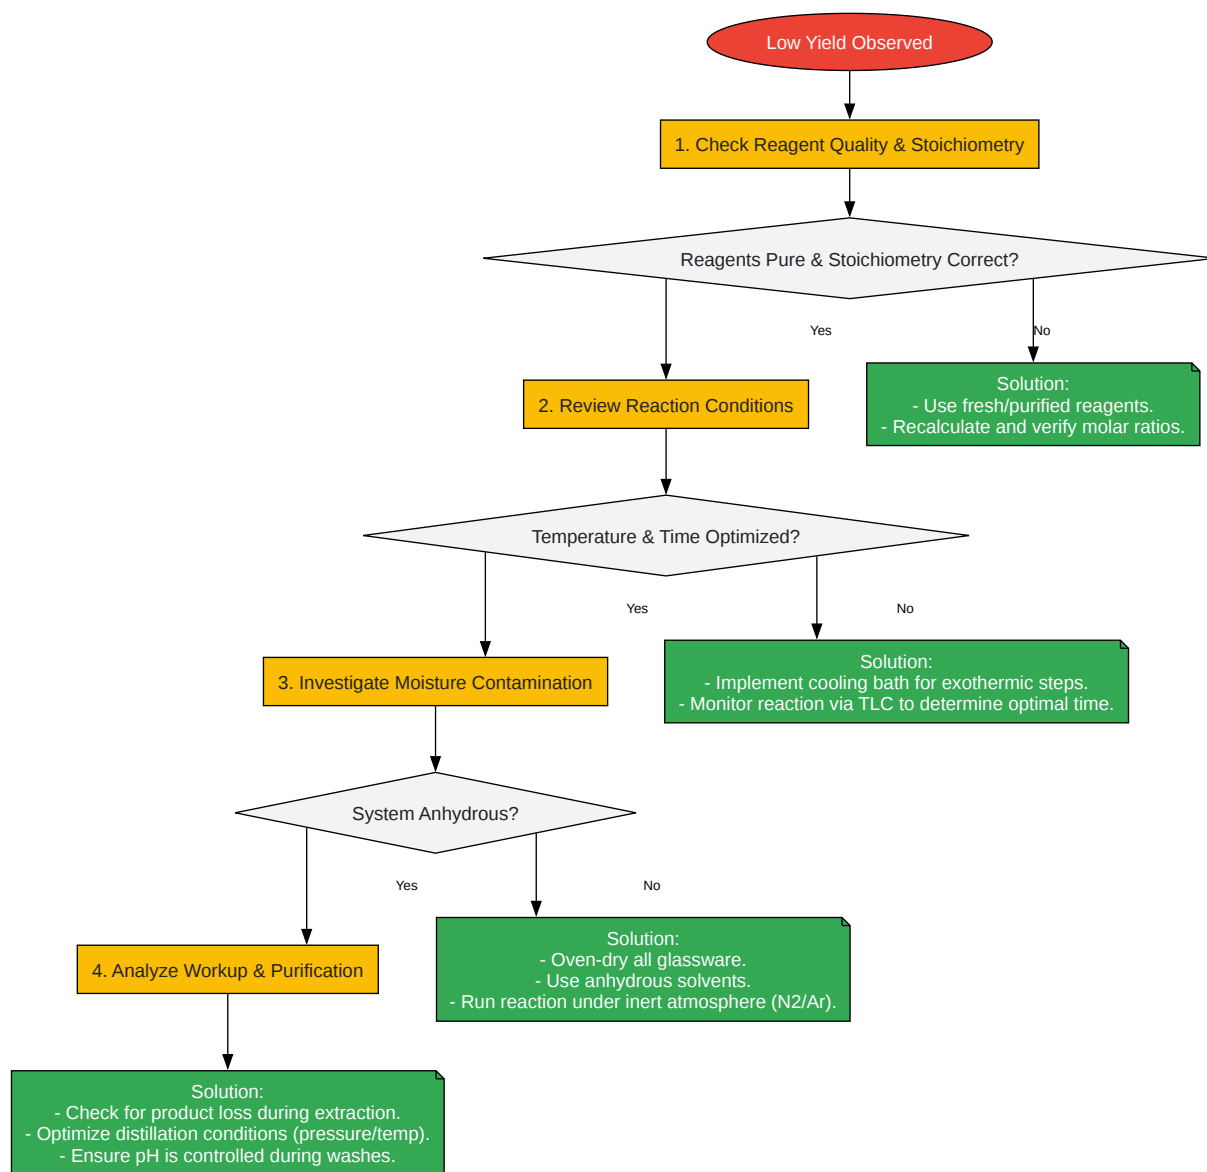 Low Yield Observed
1. Check Reagent Quality & Stoichiometry
Reagents Pure & Stoichiometry Correct?
Yes
No
Solution:
- Use fresh/purified reagents.
- Recalculate and verify molar ratios.
2. Review Reaction Conditions
Temperature & Time Optimized?
Yes
No
Solution:
- Implement cooling bath for exothermic steps.
- Monitor reaction via TLC to determine optimal time.
3. Investigate Moisture Contamination
System Anhydrous?
Yes
No
Solution:
- Oven-dry all glassware.
- Use anhydrous solvents.
- Run reaction under inert atmosphere (N2/Ar).
4. Analyze Workup & Purification
Solution:
- Check for product loss during extraction.
- Optimize distillation conditions (pressure/temp).
- Ensure pH is controlled during washes.